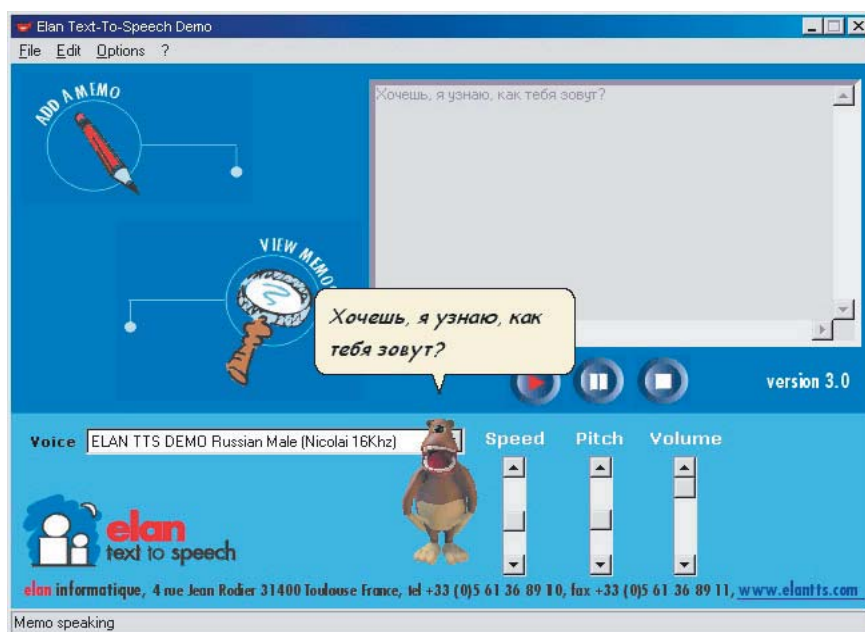 Elan Text-To-Speech Demo
File Edit Options ?
ADD A MEMO
Хочешь, я узнаю, как тебя зовут?
VIEW MEMO
Хочешь, я узнаю, как
тебя зовут?
version 3.0
Voice ELAN TTS DEMO Russian Male (Nicolai 16Khz) Speed Pitch Volume
elan
text to speech
elan informatique, 4 rue Jean Rodier 31400 Toulouse France, tel +33 (0)5 61 36 89 10, fax +33 (0)5 61 36 89 11, www.elantts.com
Memo speaking